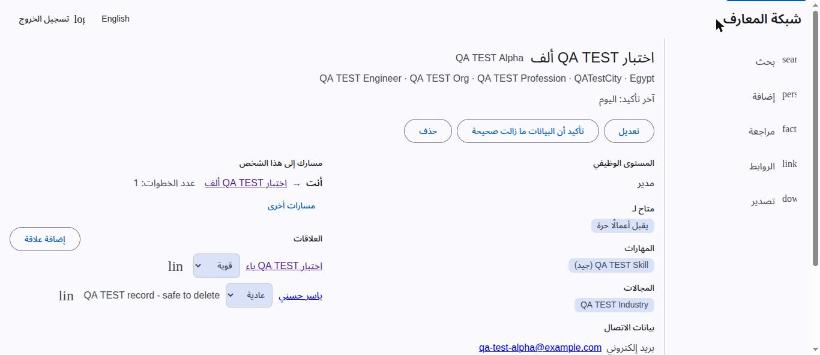 شبكة المعارف
English
تسجيل الخروج
بحث
إضافة
مراجعة
الروابط
تصدير
اختبار QA TEST ألف QA TEST Alpha
QA TEST Engineer · QA TEST Org · QA TEST Profession · QATestCity · Egypt
آخر تأكيد: اليوم
تعديل
تأكيد أن البيانات ما زالت صحيحة
حذف
المستوى الوظيفي
مدير
متاح لـ
يقبل أعمالًا حرة
المهارات
QA TEST Skill (جيد)
المجالات
QA TEST Industry
بيانات الاتصال
بريد إلكتروني qa-test-alpha@example.com
مسارك إلى هذا الشخص
أنت → اختبار QA TEST ألف عدد الخطوات: 1
مسارات أخرى
العلاقات
إضافة علاقة
اختبار QA TEST باء قوية lin
ياسر حسني عادية QA TEST record - safe to delete lin